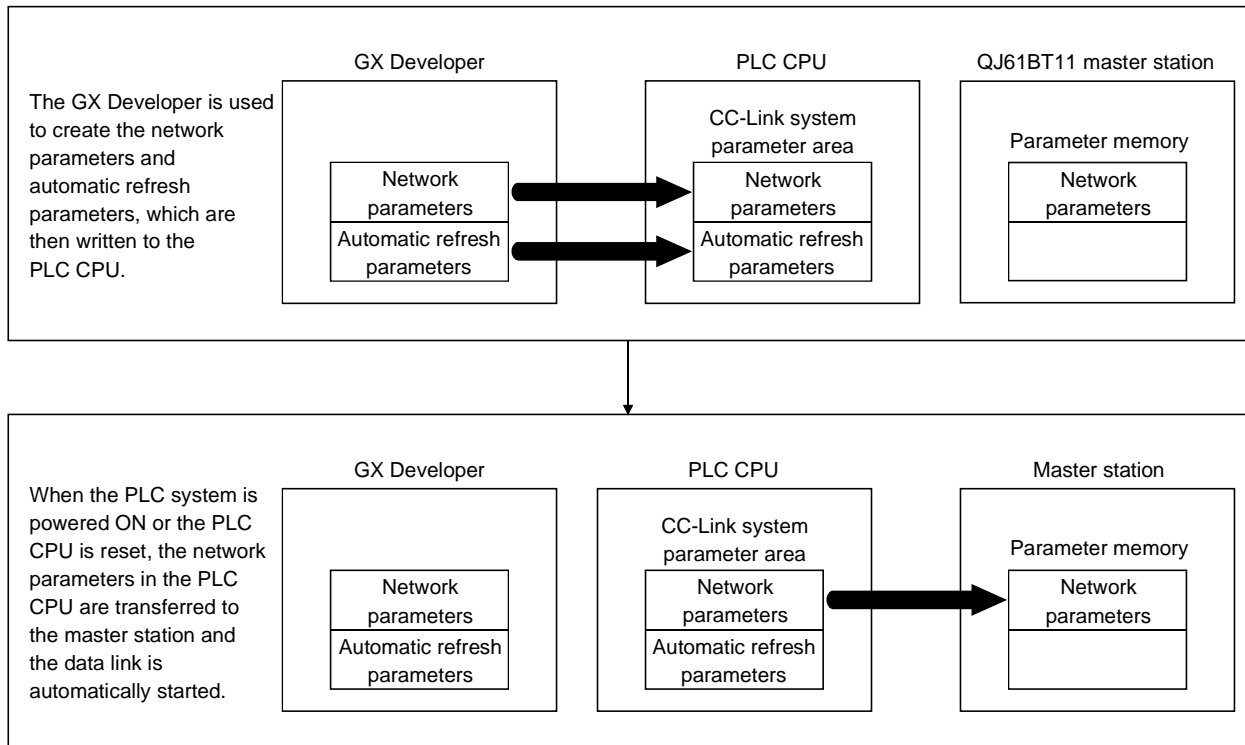 The GX Developer is used
to create the network
parameters and
automatic refresh
parameters, which are
then written to the
PLC CPU.
GX Developer
Network
parameters
Automatic refresh
parameters
PLC CPU
CC-Link system
parameter area
Network
parameters
Automatic refresh
parameters
QJ61BT11 master station
Parameter memory
Network
parameters
When the PLC system is
powered ON or the PLC
CPU is reset, the network
parameters in the PLC
CPU are transferred to
the master station and
the data link is
automatically started.
GX Developer
Network
parameters
Automatic refresh
parameters
PLC CPU
CC-Link system
parameter area
Network
parameters
Automatic refresh
parameters
Master station
Parameter memory
Network
parameters